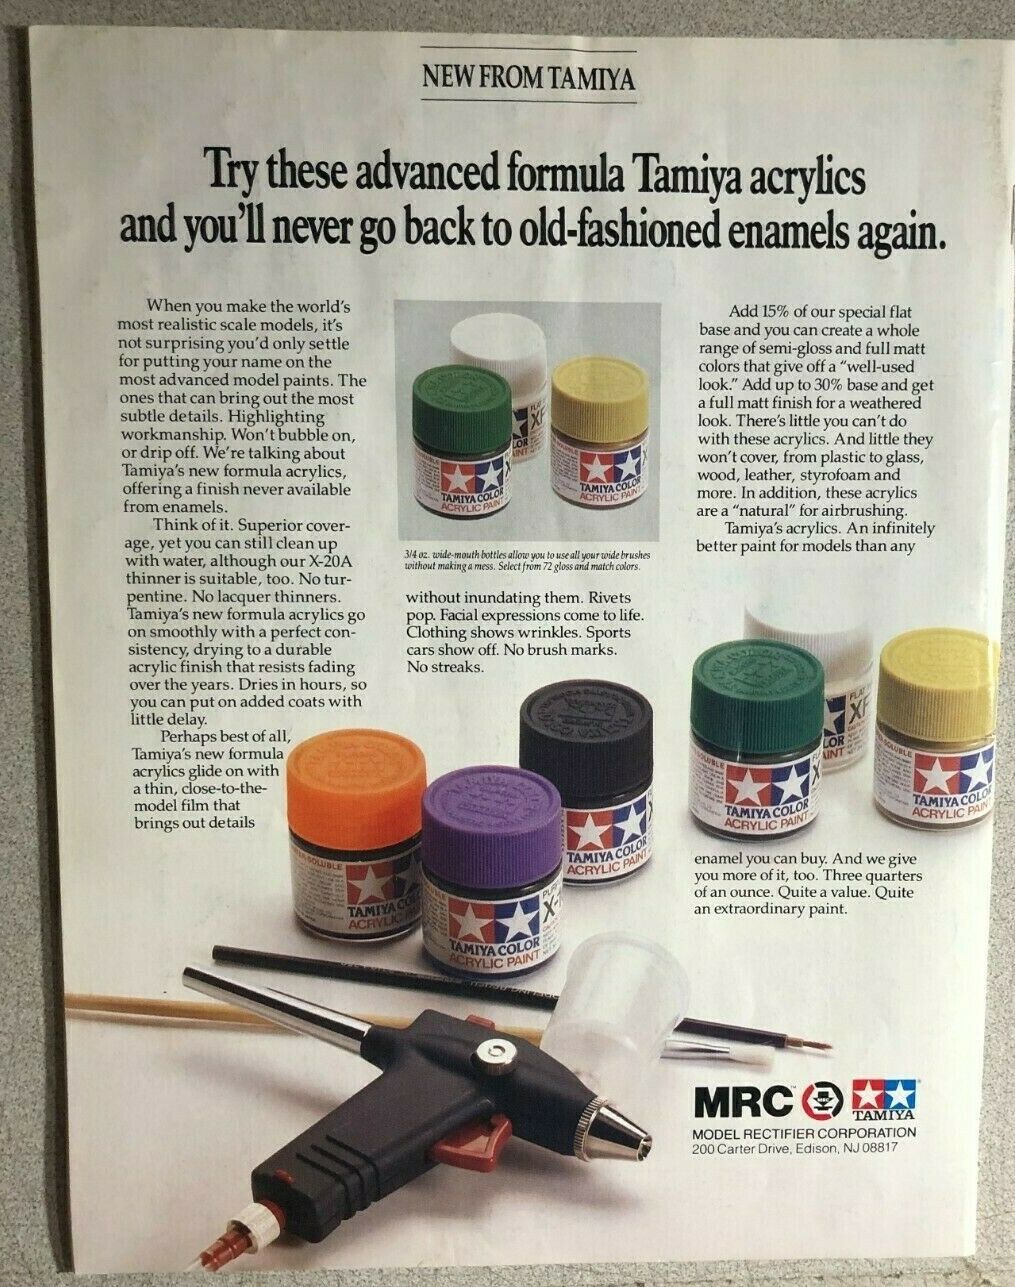 NEW FROM TAMIYA
Try these advanced formula Tamiya acrylics
and you'll never go back to old-fashioned enamels again.
When you make the world's
most realistic scale models, it's
not surprising you'd only settle
for putting your name on the
most advanced model paints. The
ones that can bring out the most
subtle details. Highlighting
workmanship. Won't bubble on,
or drip off. We're talking about
Tamiya's new formula acrylics,
offering a finish never available
from enamels.
Think of it. Superior cover-
age, yet you can still clean up
with water, although our X-20A
thinner is suitable, too. No tur-
pentine. No lacquer thinners.
Tamiya's new formula acrylics go
on smoothly with a perfect con-
sistency, drying to a durable
acrylic finish that resists fading
over the years. Dries in hours, so
you can put on added coats with
little delay.
Perhaps best of all,
Tamiya's new formula
acrylics glide on with
a thin, close-to-the-
model film that
brings out details
XF
TAMIYA COLOR
ACRYLIC PAINT
TAMIYA COLOR
ACRYLIC PAINT
3/4 oz. wide-mouth bottles allow you to use all your wide brushes
without making a mess. Select from 72 gloss and match colors.
without inundating them. Rivets
pop. Facial expressions come to life.
Clothing shows wrinkles. Sports
cars show off. No brush marks.
No streaks.
Add 15% of our special flat
base and you can create a whole
range of semi-gloss and full matt
colors that give off a "well-used
look." Add up to 30% base and get
a full matt finish for a weathered
look. There's little you can't do
with these acrylics. And little they
won't cover, from plastic to glass,
wood, leather, styrofoam and
more. In addition, these acrylics
are a "natural" for airbrushing.
Tamiya's acrylics. An infinitely
better paint for models than any
enamel you can buy. And we give
you more of it, too. Three quarters
of an ounce. Quite a value. Quite
an extraordinary paint.
TAMIYA COLOR
ACRYLIC PAINT
TAMIYA COLOR
ACRYLIC PAINT
TAMIYA COLOR
ACRYLIC PAINT
FLAT
XF
TAMIYA COLOR
ACRYLIC PAINT
TAMIYA COLOR
ACRYLIC PAIN
MRC™ TAMIYA
MODEL RECTIFIER CORPORATION
200 Carter Drive, Edison, NJ 08817